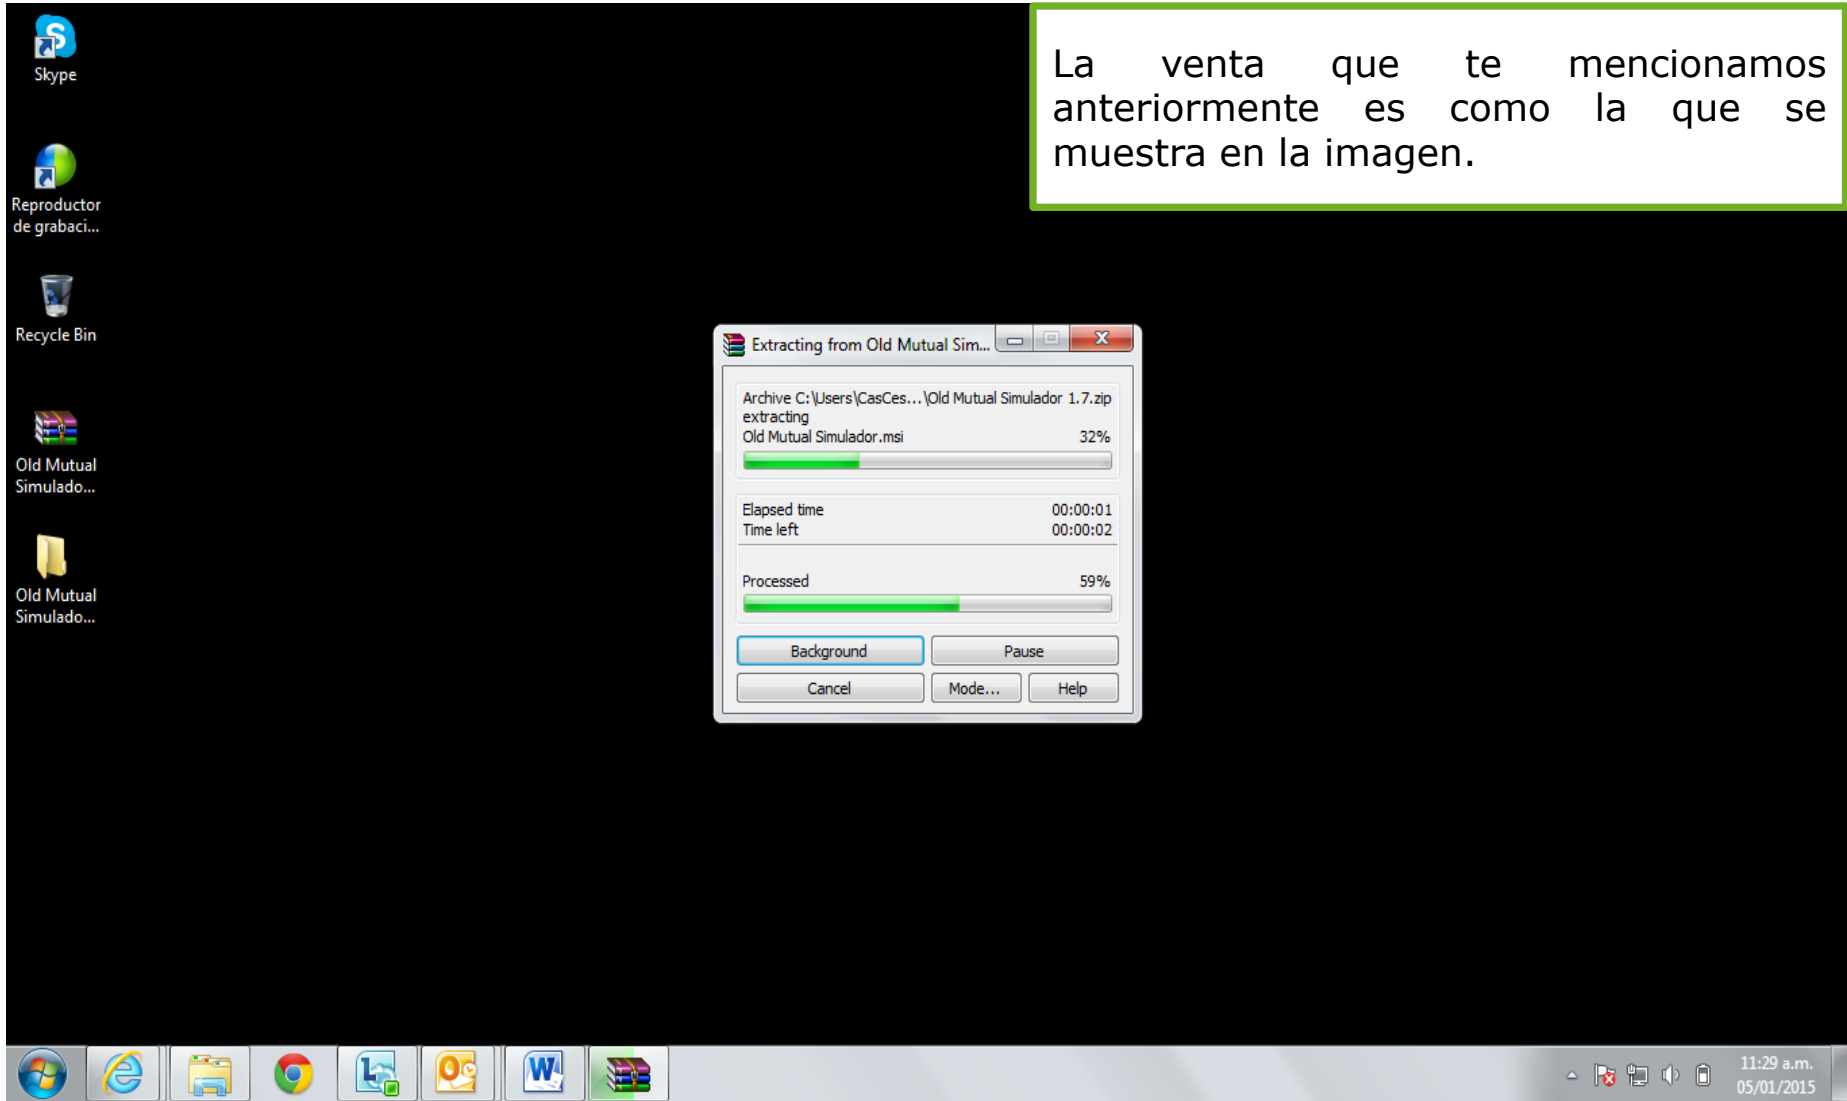 Skype
Reproductor
de grabaci...
Recycle Bin
Old Mutual
Simulado...
Old Mutual
Simulado...
La venta que te mencionamos
anteriormente es como la que se
muestra en la imagen.
Extracting from Old Mutual Sim...
Archive C:\Users\CasCes...\Old Mutual Simulador 1.7.zip
extracting
Old Mutual Simulador.msi 32%
Elapsed time 00:00:01
Time left 00:00:02
Processed 59%
Background Pause
Cancel Mode... Help
11:29 a.m.
05/01/2015